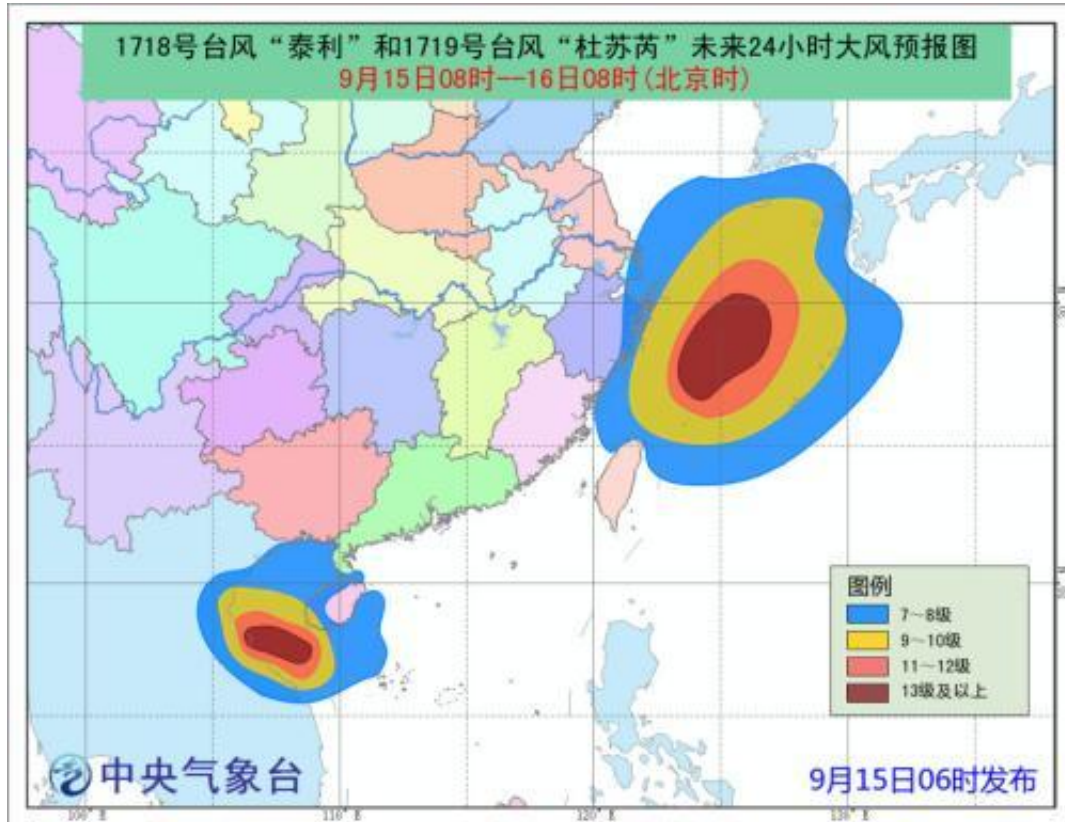 1718号台风“泰利”和1719号台风“杜苏芮”未来24小时大风预报图
9月15日08时--16日08时(北京时)
图例
7～8级
9～10级
11～12级
13级及以上
中央气象台
9月15日06时发布
100° E
110° E
120° E
130° E